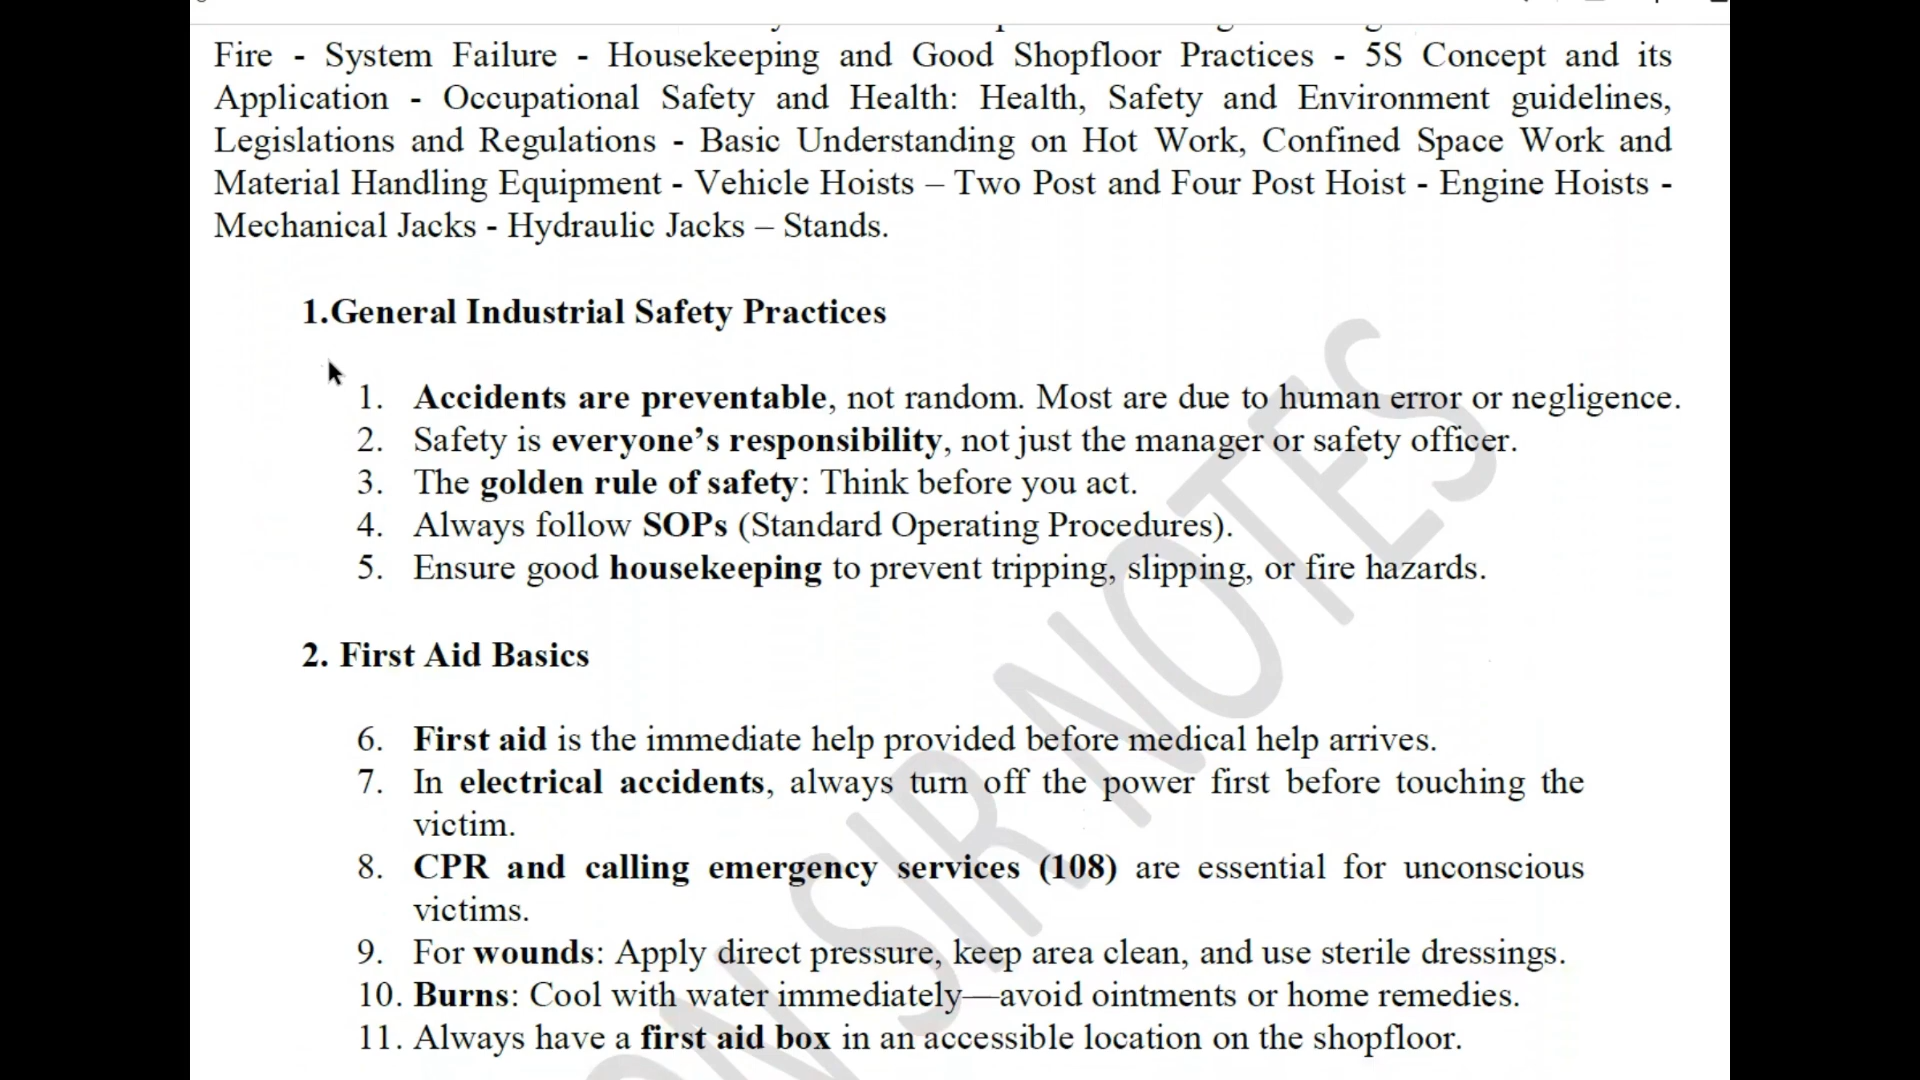 Fire - System Failure - Housekeeping and Good Shopfloor Practices - 5S Concept and its
Application - Occupational Safety and Health: Health, Safety and Environment guidelines,
Legislations and Regulations - Basic Understanding on Hot Work, Confined Space Work and
Material Handling Equipment - Vehicle Hoists – Two Post and Four Post Hoist - Engine Hoists -
Mechanical Jacks - Hydraulic Jacks – Stands.
1.General Industrial Safety Practices
1. Accidents are preventable, not random. Most are due to human error or negligence.
2. Safety is everyone’s responsibility, not just the manager or safety officer.
3. The golden rule of safety: Think before you act.
4. Always follow SOPs (Standard Operating Procedures).
5. Ensure good housekeeping to prevent tripping, slipping, or fire hazards.
2. First Aid Basics
6. First aid is the immediate help provided before medical help arrives.
7. In electrical accidents, always turn off the power first before touching the
victim.
8. CPR and calling emergency services (108) are essential for unconscious
victims.
9. For wounds: Apply direct pressure, keep area clean, and use sterile dressings.
10. Burns: Cool with water immediately—avoid ointments or home remedies.
11. Always have a first aid box in an accessible location on the shopfloor.
SIR NOTES